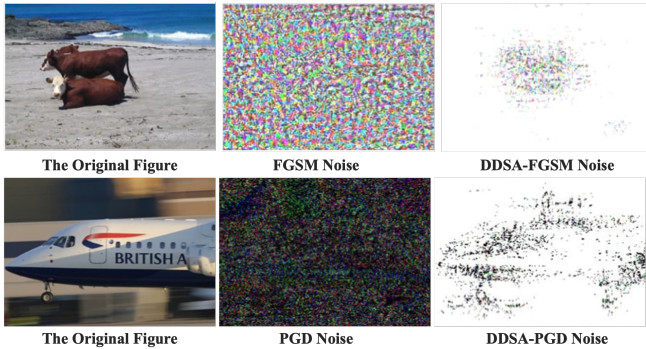 The Original Figure
FGSM Noise
DDSA-FGSM Noise
BRITISH A
The Original Figure
PGD Noise
DDSA-PGD Noise